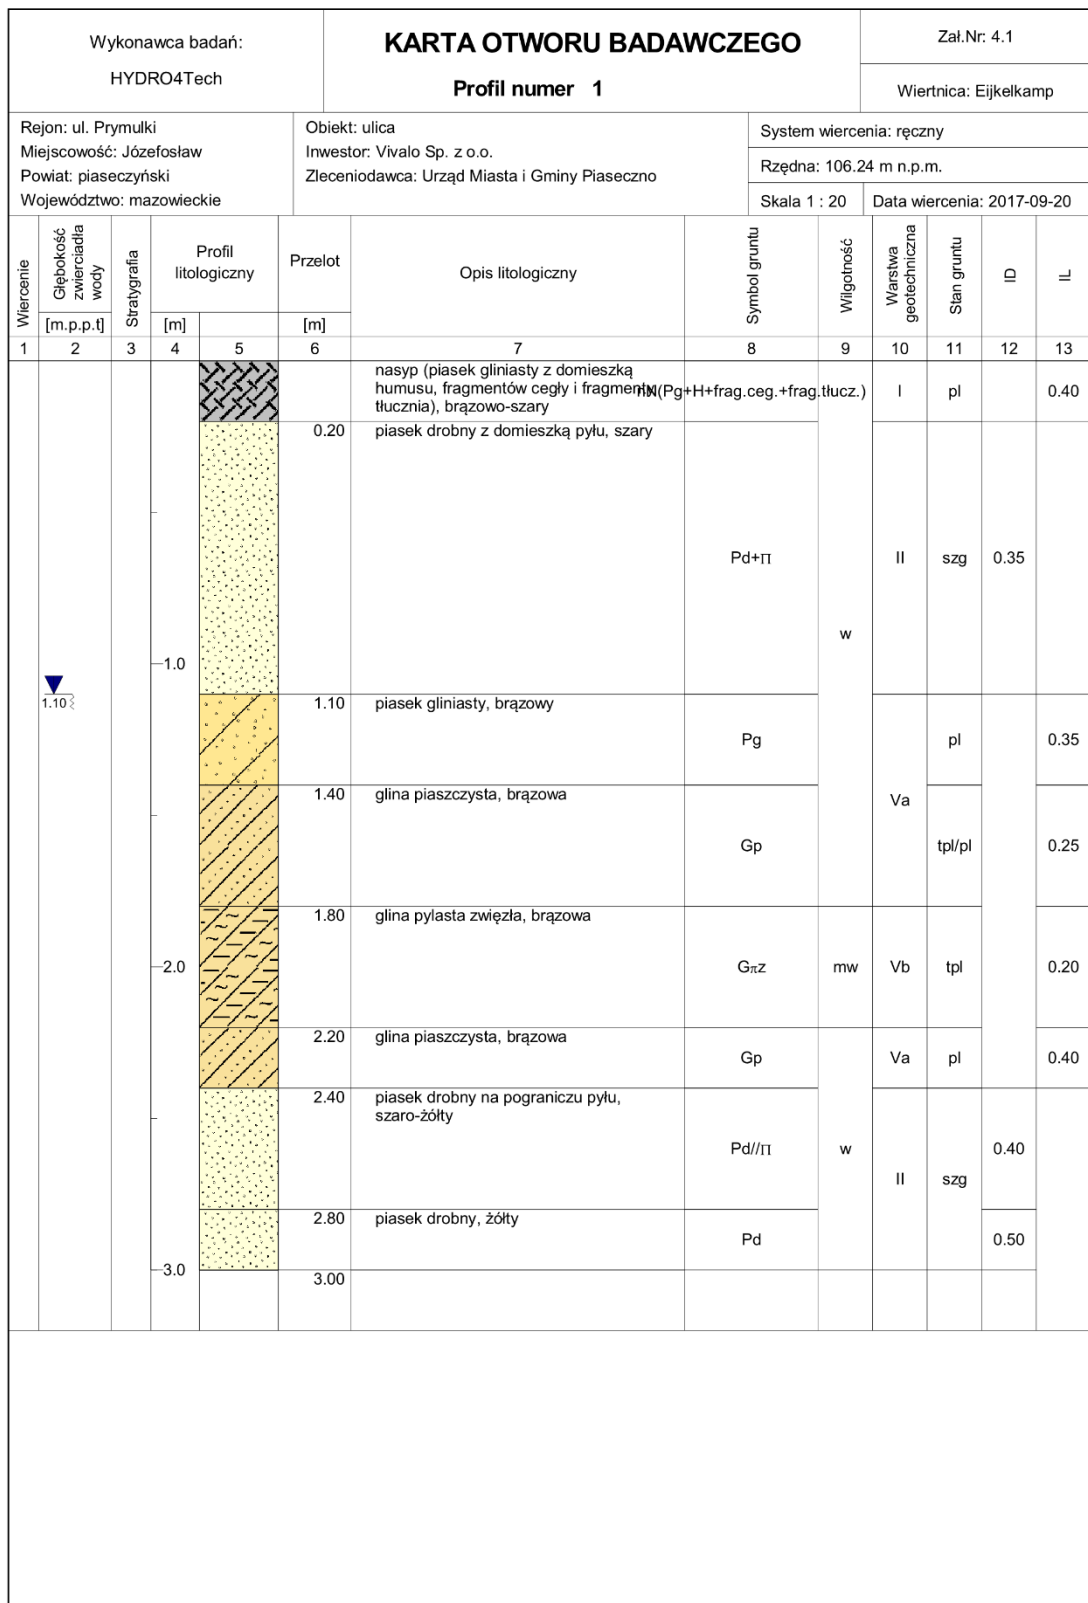 Wykonawca badań:
HYDRO4Tech
KARTA OTWORU BADAWCZEGO
Profil numer 1
Zał.Nr: 4.1
Wiertnica: Eijkelkamp
Rejon: ul. Prymulki
Miejscowość: Józefosław
Powiat: piaseczyński
Województwo: mazowieckie
Obiekt: ulica
Inwestor: Vivalo Sp. z o.o.
Zleceniodawca: Urząd Miasta i Gminy Piaseczno
System wiercenia: ręczny
Rzędna: 106.24 m n.p.m.
Skala 1 : 20
Data wiercenia: 2017-09-20
Wiercenie
Głębokość zwierciadła wody
[m.p.p.t]
Stratygrafia
Profil litologiczny
[m]
Przelot
[m]
Opis litologiczny
Symbol gruntu
Wilgotność
Warstwa geotechniczna
Stan gruntu
ID
IL
1 2 3 4 5 6 7 8 9 10 11 12 13
nasyp (piasek gliniasty z domieszką
humusu, fragmentów cegły i fragmenty
tłucznia), brązowo-szary
(Pg+H+frag.ceg.+frag.tłucz.) I pl 0.40
0.20 piasek drobny z domieszką pyłu, szary
Pd+Π II szg 0.35
w
1.0
1.10
1.10 piasek gliniasty, brązowy
Pg pl 0.35
1.40 glina piaszczysta, brązowa
Va
Gp tpl/pl 0.25
1.80 glina pylasta zwięzła, brązowa
2.0 Gπz mw Vb tpl 0.20
2.20 glina piaszczysta, brązowa
Gp Va pl 0.40
2.40 piasek drobny na pograniczu pyłu,
szaro-żółty
Pd//Π w 0.40
II szg
2.80 piasek drobny, żółty
Pd 0.50
3.0
3.00